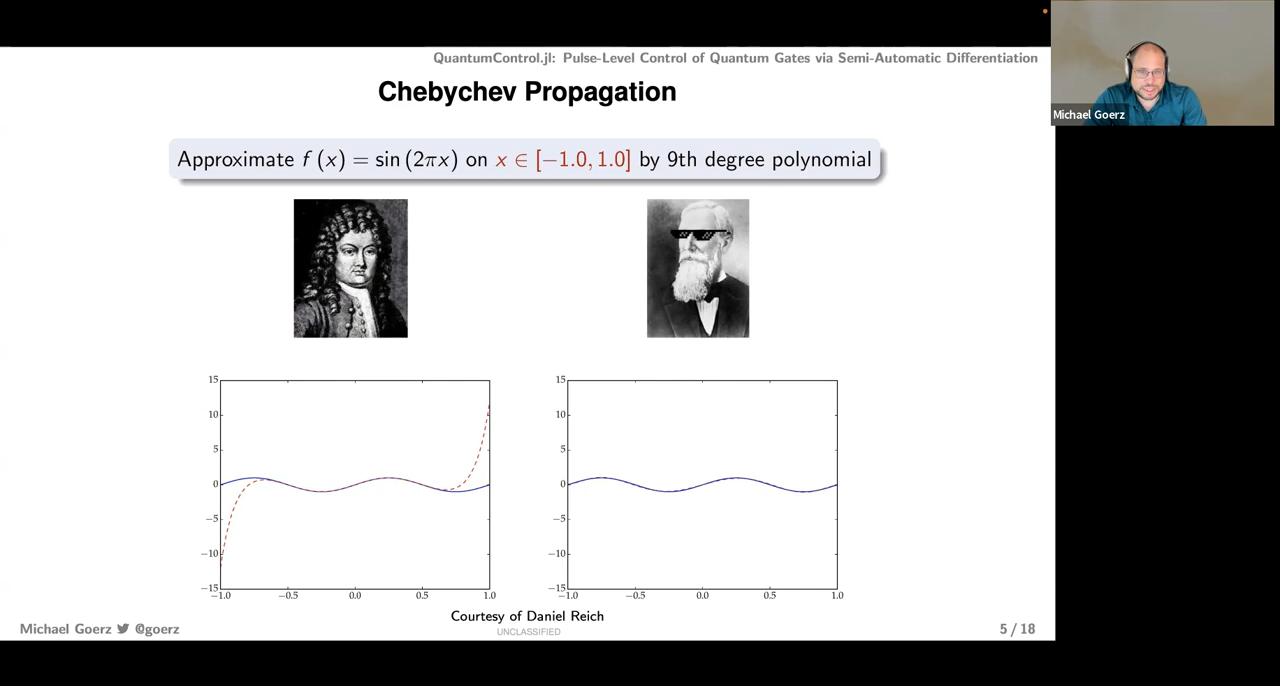 QuantumControl.jl: Pulse-Level Control of Quantum Gates via Semi-Automatic Differentiation
Chebychev Propagation
Approximate f (x) = sin (2πx) on x ∈ [−1.0, 1.0] by 9th degree polynomial
Michael Goerz
15
10
5
0
−5
−10
−15
−1.0 −0.5 0.0 0.5 1.0
15
10
5
0
−5
−10
−15
−1.0 −0.5 0.0 0.5 1.0
Courtesy of Daniel Reich
Michael Goerz @goerz
UNCLASSIFIED
5 / 18